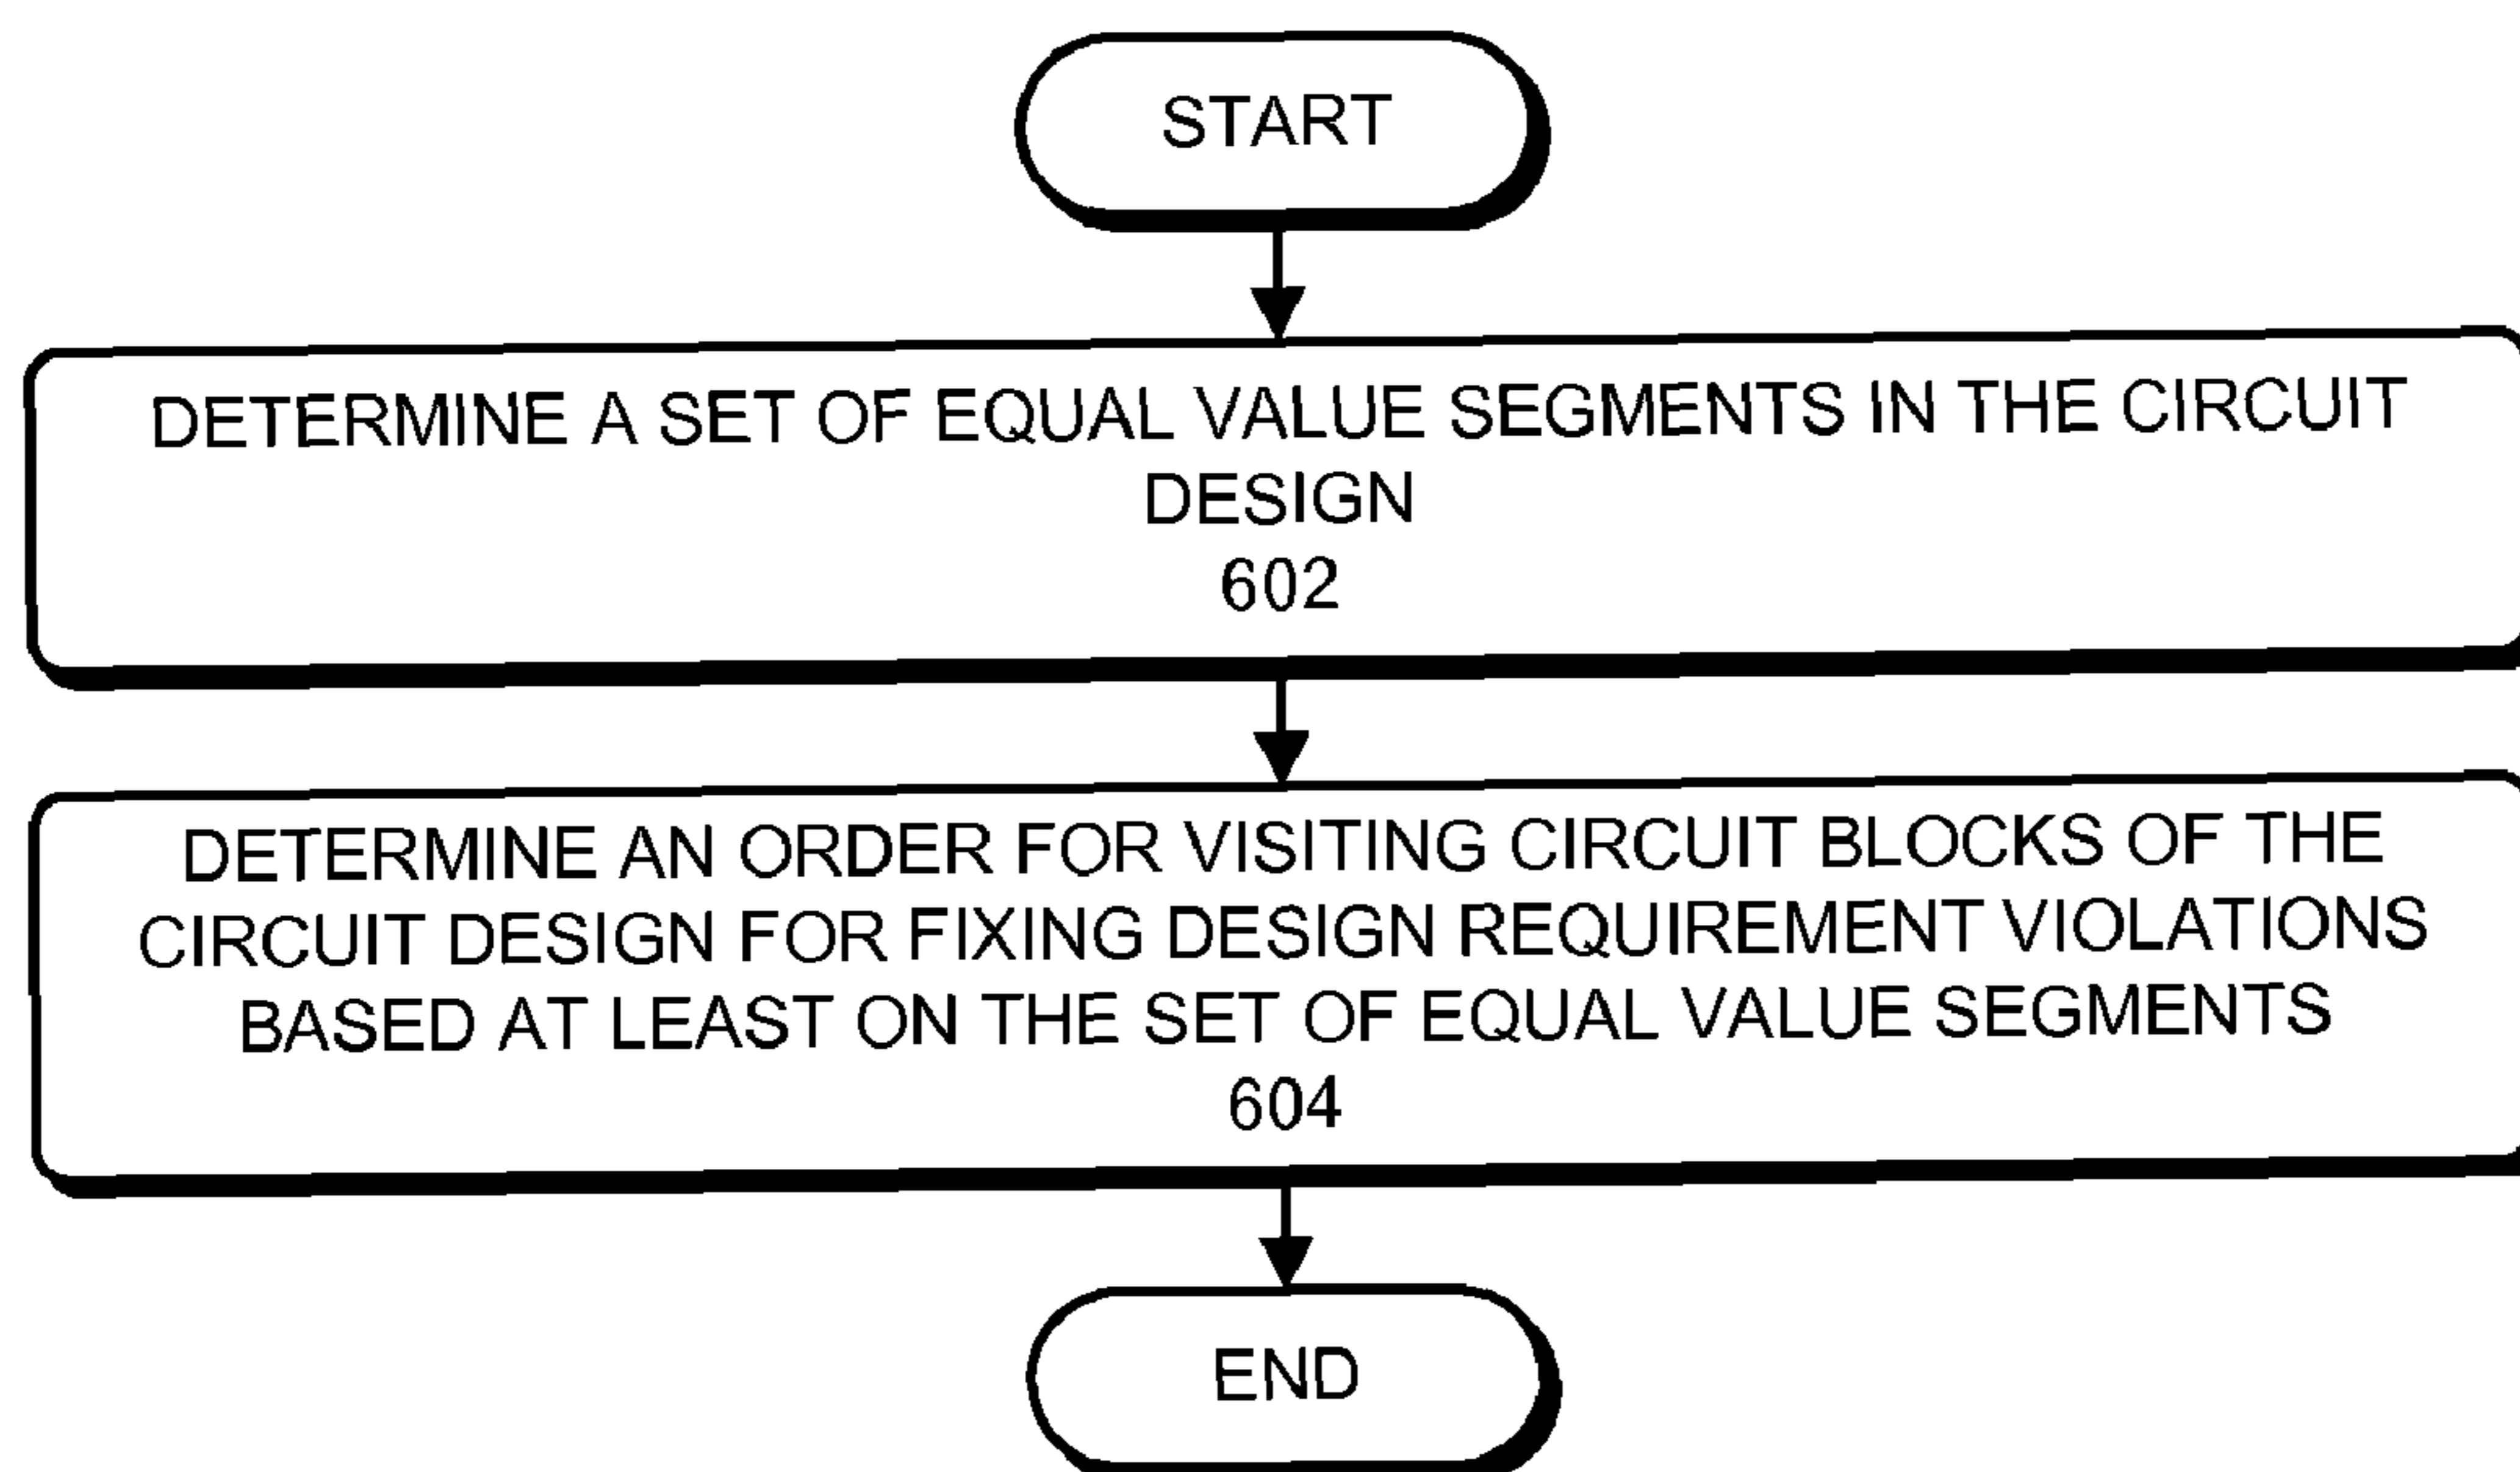 START
DETERMINE A SET OF EQUAL VALUE SEGMENTS IN THE CIRCUIT
DESIGN
602
DETERMINE AN ORDER FOR VISITING CIRCUIT BLOCKS OF THE
CIRCUIT DESIGN FOR FIXING DESIGN REQUIREMENT VIOLATIONS
BASED AT LEAST ON THE SET OF EQUAL VALUE SEGMENTS
604
END